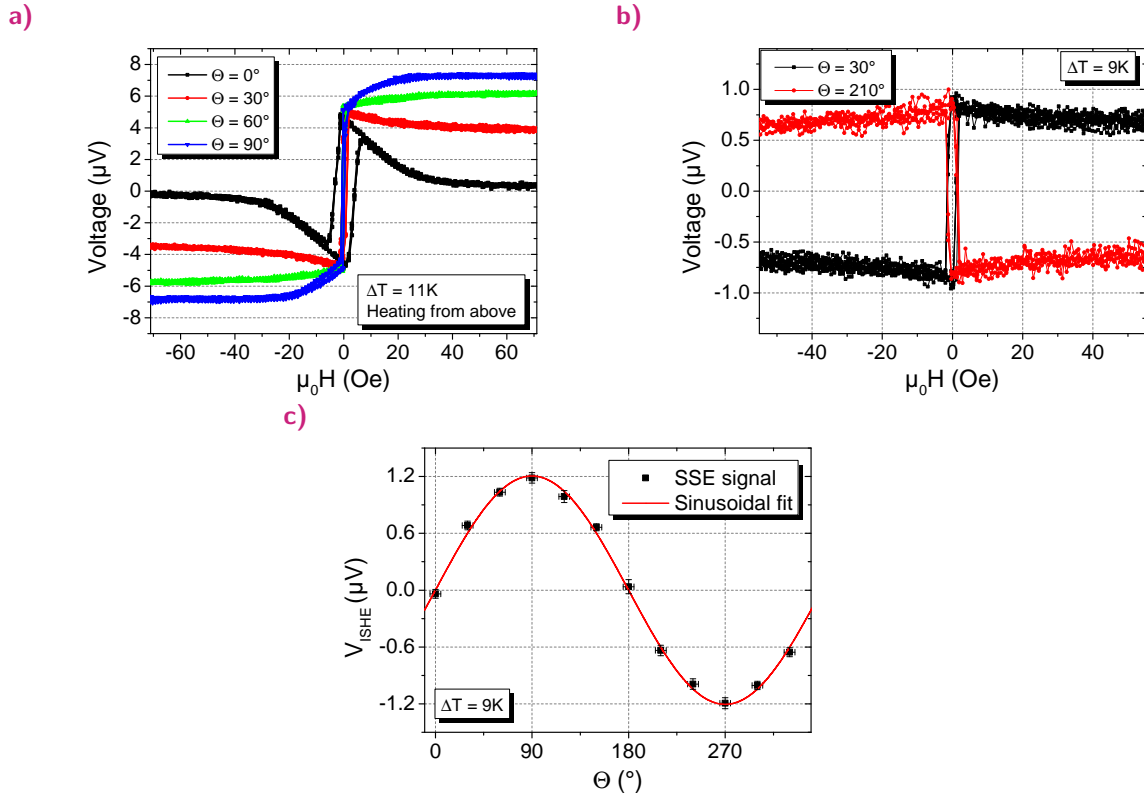 a)
8
6
4
2
0
-2
-4
-6
-8
Voltage (µV)
Θ = 0°
Θ = 30°
Θ = 60°
Θ = 90°
ΔT = 11K
Heating from above
-60 -40 -20 0 20 40 60
µ₀H (Oe)
b)
1.0
0.5
0.0
-0.5
-1.0
Voltage (µV)
Θ = 30°
Θ = 210°
ΔT = 9K
-40 -20 0 20 40
µ₀H (Oe)
c)
1.2
0.6
0.0
-0.6
-1.2
V_ISHE (µV)
SSE signal
Sinusoidal fit
ΔT = 9K
0 90 180 270
Θ (°)